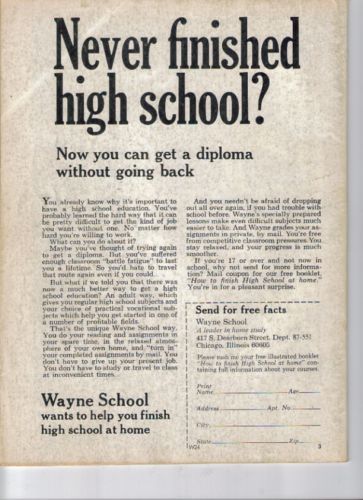 Never finished
high school?
Now you can get a diploma
without going back
You already know why it's important to
have a high school education. You've
probably learned the hard way that it can
be pretty difficult to get the kind of job
you want without one. No matter how
hard you're willing to work.
What can you do about it?
Maybe you've thought of trying again
to get a diploma. But you've suffered
enough classroom "battle fatigue" to last
you a lifetime. So you'd hate to travel
that route again even if you could.
But what if we told you that there was
now a much better way to get a high
school education? An adult way, which
gives you regular high school subjects and
your choice of practical vocational sub-
jects which help you get started in one of
a number of profitable fields.
That's the unique Wayne School way.
You do your reading and assignments in
your spare time, in the relaxed atmos-
phere of your own home, and "turn in"
your completed assignments by mail. You
don't have to give up your present job.
You don't have to study or travel to class
at inconvenient times.
Wayne School
wants to help you finish
high school at home
And you needn't be afraid of dropping
out all over again, if you had trouble with
school before. Wayne's specially prepared
lessons make even difficult subjects much
easier to take. And Wayne grades your as-
signments in private, by mail. You're free
from competitive classroom pressures. You
stay relaxed, and your progress is much
smoother.
If you're 17 or over and not now in
school, why not send for more informa-
tion? Mail coupon for our free booklet,
"How to finish High School at home."
You're in for a pleasant surprise.
Send for free facts
Wayne School
A leader in home study
417 S. Dearborn Street, Dept. 87-551
Chicago, Illinois 60605
Please rush me your free illustrated booklet
"How to finish High School at home" con-
taining full information about your courses.
Print
Name Age
Address Apt. No.
City
State Zip
W24 3